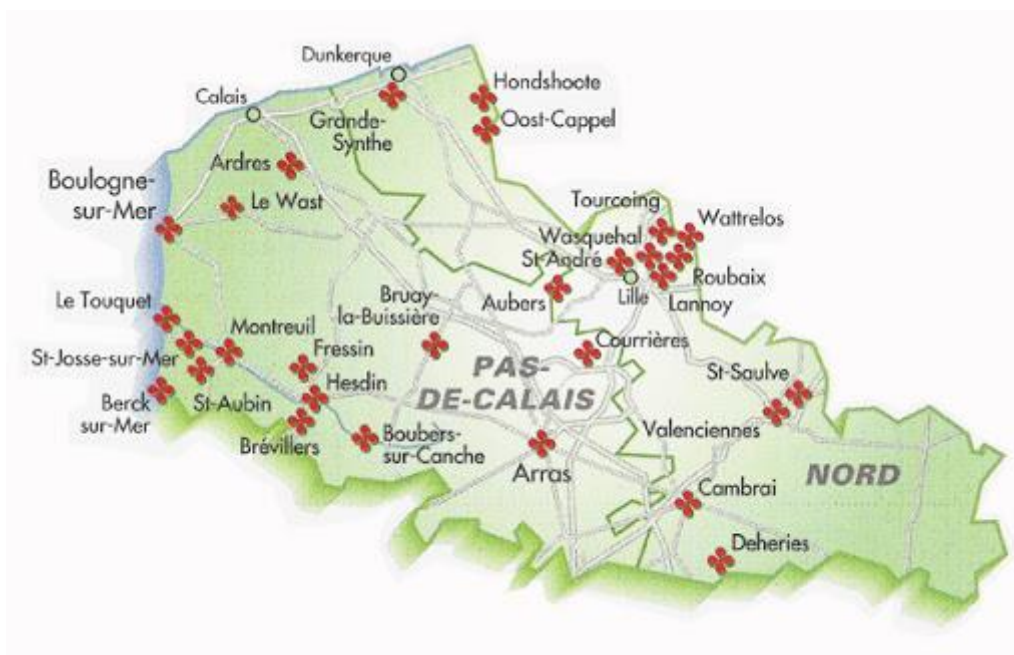 Dunkerque
Calais
Hondshoote
Grande-
Synthe
Oost-Cappel
Ardres
Boulogne-
sur-Mer
Le Wast
Tourcoing
Wattrelos
Wasquehal
St-André
Roubaix
Lille
Lannoy
Aubers
Le Touquet
Bruay-
la-Buissière
Montreuil
St-Josse-sur-Mer
Fressin
Courrières
PAS-
DE-CALAIS
St-Saulve
Hesdin
Berck
sur-Mer
St-Aubin
Brévillers
Boubers-
sur-Canche
Valenciennes
Arras
NORD
Cambrai
Deheries